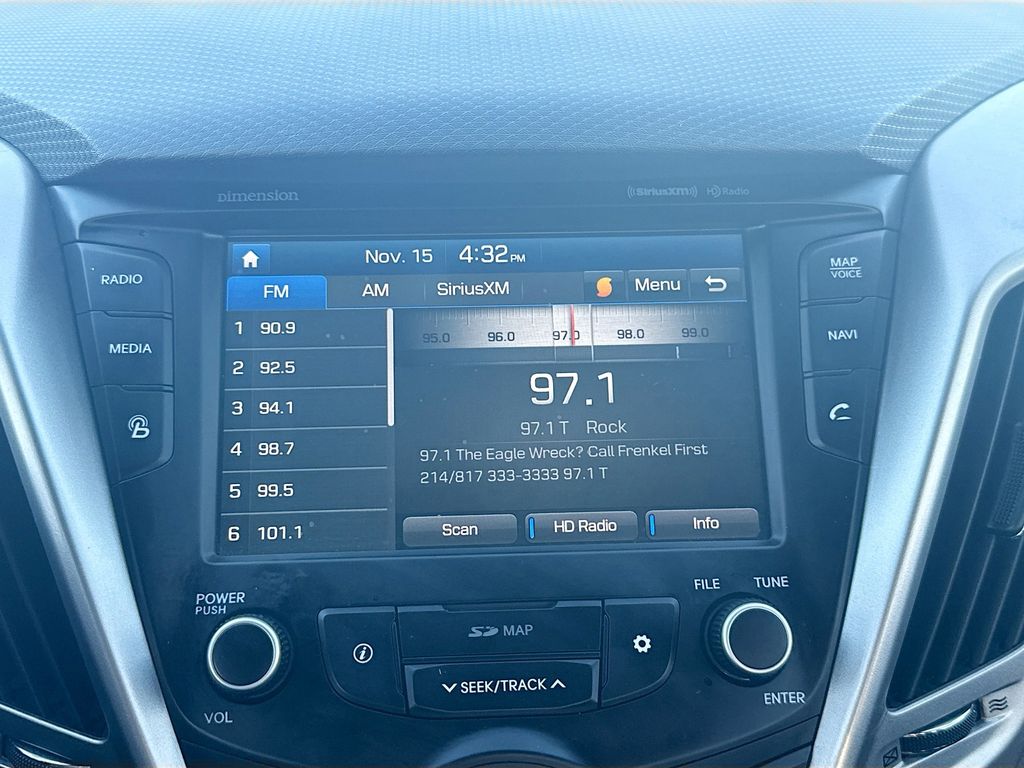 Dimension
((SiriusXM)) HD Radio
RADIO
MEDIA
MAP
VOICE
NAVI
Nov. 15 4:32 PM
FM AM SiriusXM Menu
1 90.9
2 92.5
3 94.1
4 98.7
5 99.5
6 101.1
95.0 96.0 97.0 98.0 99.0
97.1
97.1 T Rock
97.1 The Eagle Wreck? Call Frenkel First
214/817 333-3333 97.1 T
Scan HD Radio Info
POWER
PUSH
VOL
SD MAP
SEEK/TRACK
FILE TUNE
ENTER